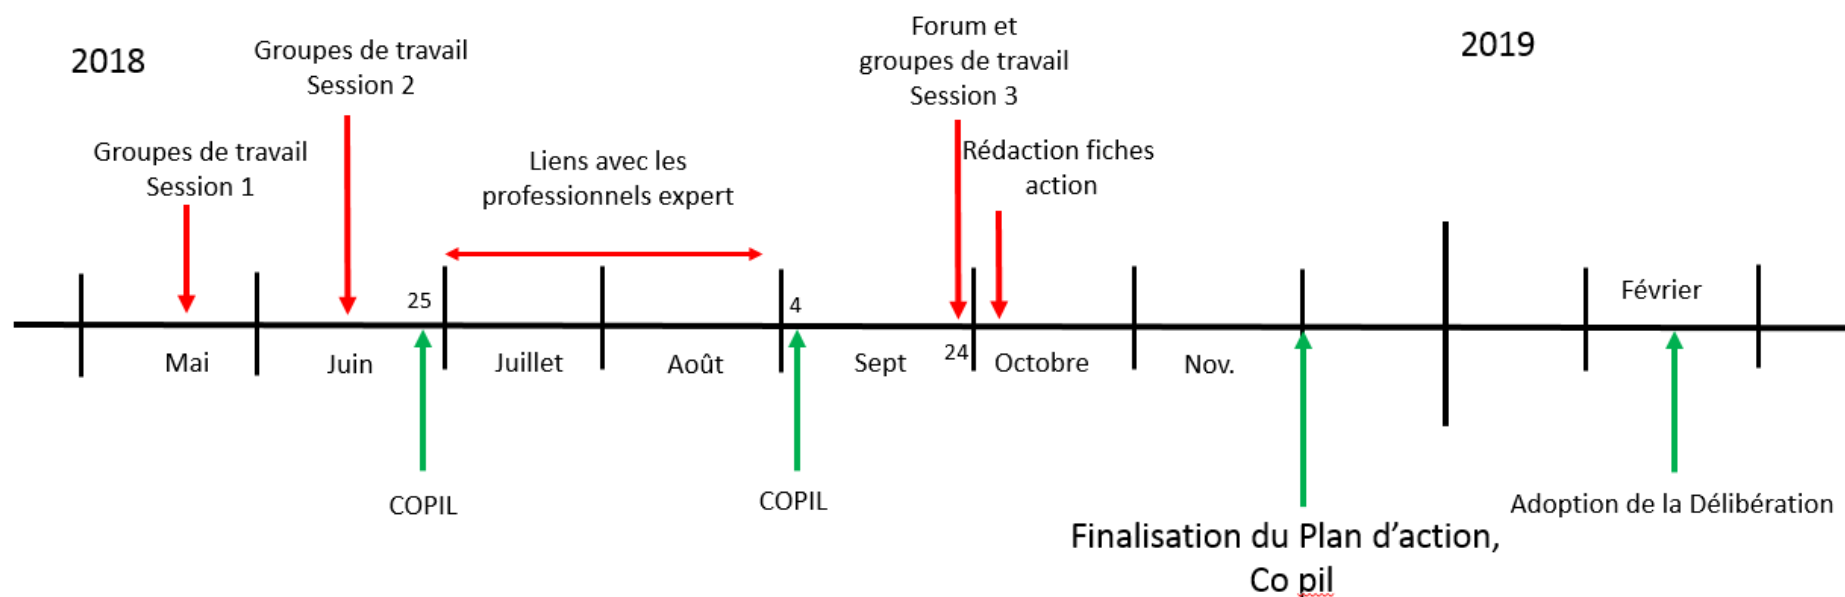 2018
Groupes de travail
Session 2
Forum et
groupes de travail
Session 3
2019
Groupes de travail
Session 1
Liens avec les
professionnels expert
Rédaction fiches
action
25
4
Février
Mai
Juin
Juillet
Août
Sept
24
Octobre
Nov.
COPIL
COPIL
Finalisation du Plan d’action,
Co pil
Adoption de la Délibération